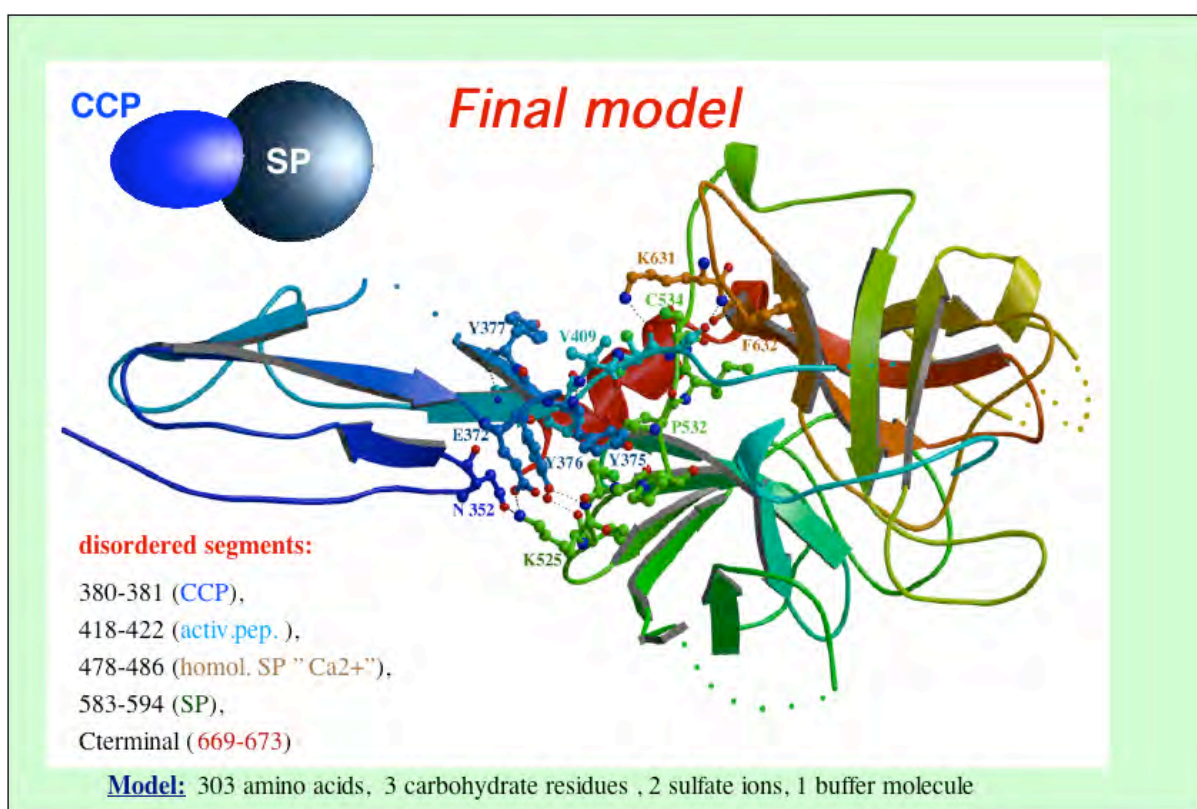 CCP
SP
Final model
K631
C534
Y377
V409
F632
P532
E372
Y376
Y375
N 352
K525
disordered segments:
380-381 (CCP),
418-422 (activ.pep. ),
478-486 (homol. SP ” Ca2+”),
583-594 (SP),
Cterminal (669-673)
Model: 303 amino acids, 3 carbohydrate residues , 2 sulfate ions, 1 buffer molecule